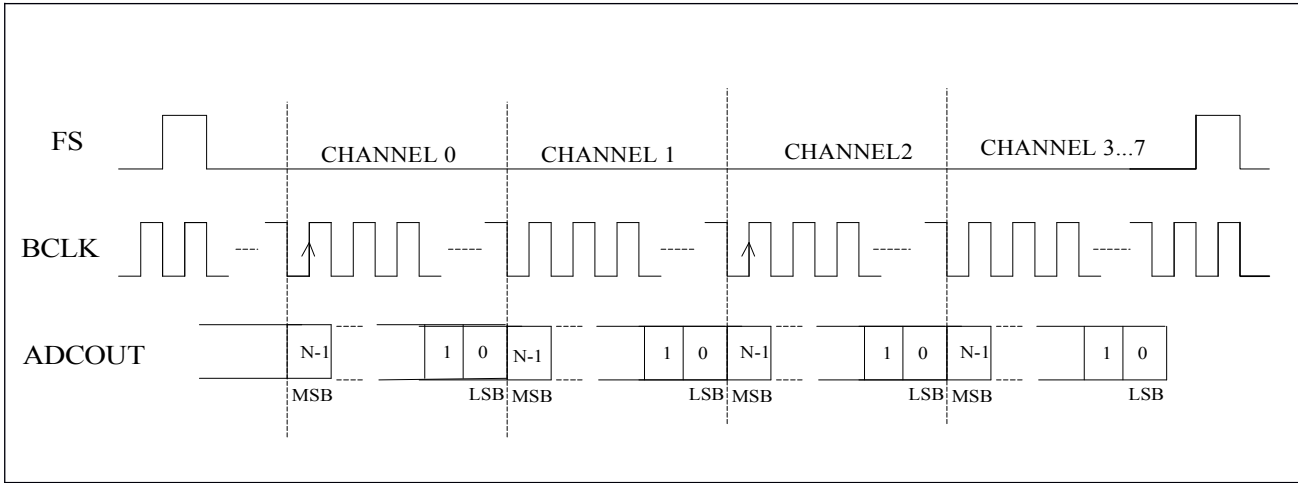 FS CHANNEL 0 CHANNEL 1 CHANNEL2 CHANNEL 3...7
BCLK
ADCOUT N-1 1 0 N-1 1 0 N-1 1 0 N-1 1 0
MSB LSB MSB LSB MSB LSB MSB LSB